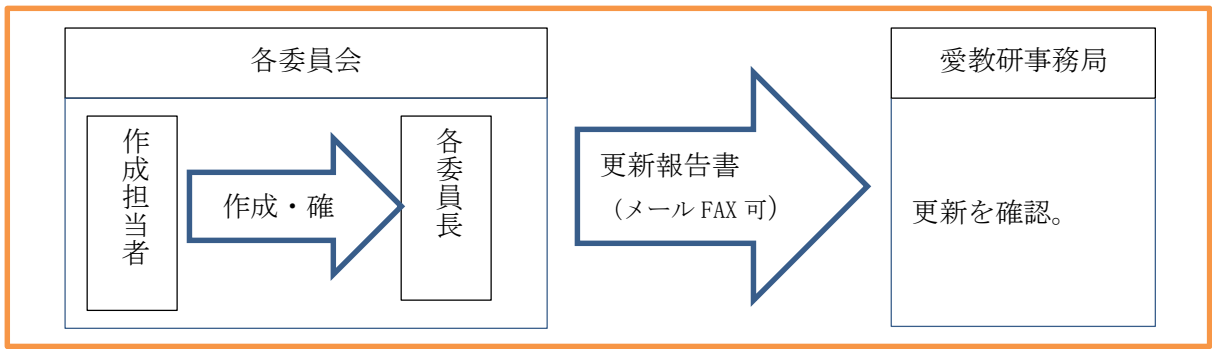 各委員会
作成担当者
作成・確
各委員長
更新報告書
（メール FAX 可）
愛教研事務局
更新を確認。